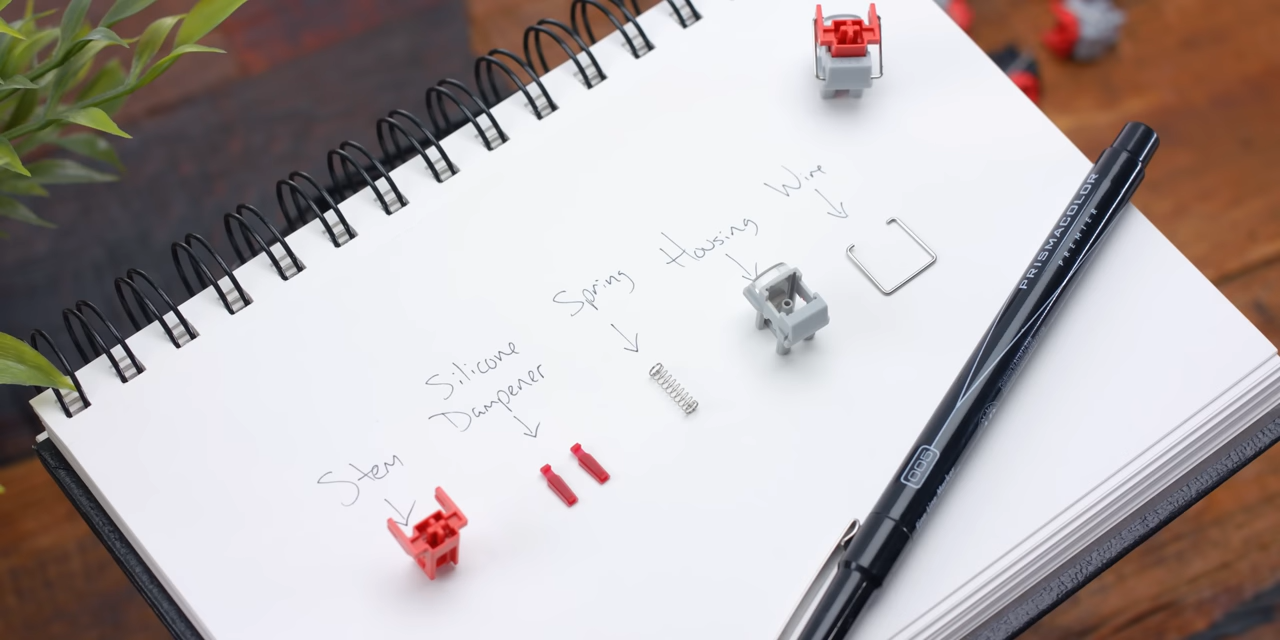 Wire
Housing
Spring
Silicone
Dampener
Stem
PRISMACOLOR
PREMIER
005